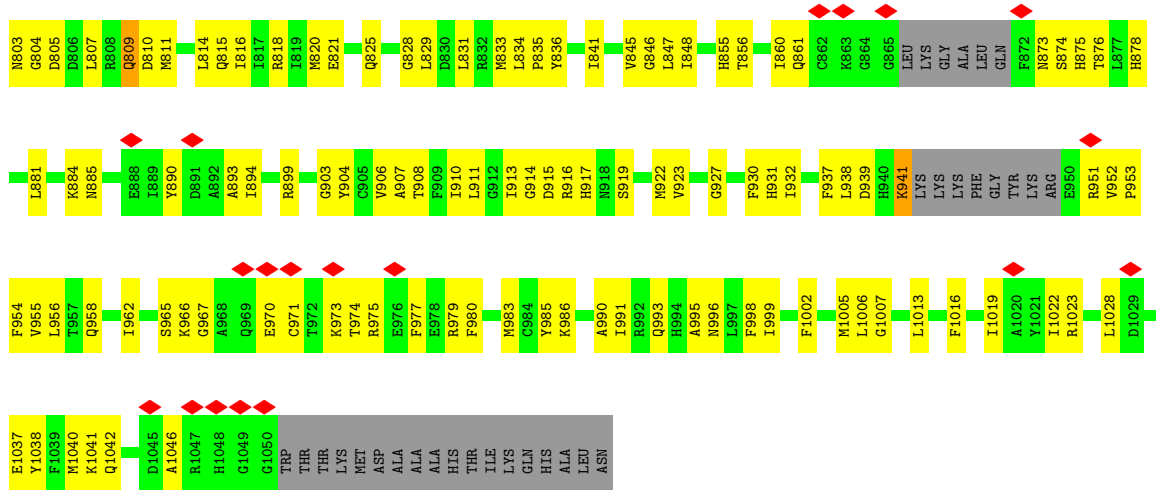 N803 G804 D805 D806 L807 R808 Q809 D810 M811 L814 Q815 I816 I817 R818 I819 M820 E821 Q825 G828 L829 D830 L831 R832 M833 L834 P835 Y836 I841 V845 G846 L847 I848 H855 T856 I860 Q861 C862 K863 G864 G865 LEU LYS GLY ALA LEU GLN F872 N873 S874 H875 T876 L877 H878
L881 K884 N885 E888 I889 Y890 D891 A892 A893 I894 R899 G903 Y904 C905 V906 A907 T908 F909 I910 L911 G912 I913 G914 D915 R916 H917 N918 S919 M922 V923 G927 F930 H931 I932 F937 L938 D939 H940 K941 LYS LYS LYS PHE GLY TYR LYS ARG E950 R951 V952 P953
F954 V955 L956 T957 Q958 I962 S965 K966 G967 A968 Q969 E970 C971 T972 K973 T974 R975 E976 F977 E978 R979 F980 M983 C984 Y985 K986 A990 I991 R992 Q993 H994 A995 N996 L997 F998 I999 F1002 M1005 L1006 G1007 L1013 F1016 I1019 A1020 Y1021 I1022 R1023 L1028 D1029
E1037 Y1038 F1039 M1040 K1041 Q1042 D1045 A1046 R1047 H1048 G1049 G1050 TRP THR THR LYS MET ASP ALA ALA ALA HIS THR ILE LYS GLN HIS ALA LEU ASN